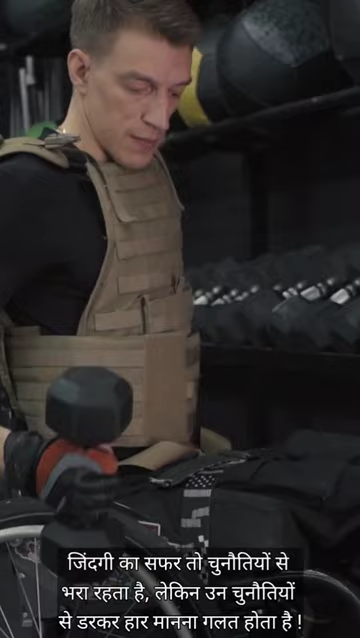 जिंदगी का सफर तो चुनौतियों से
भरा रहता है, लेकिन उन चुनौतियों
से डरकर हार मानना गलत होता है !